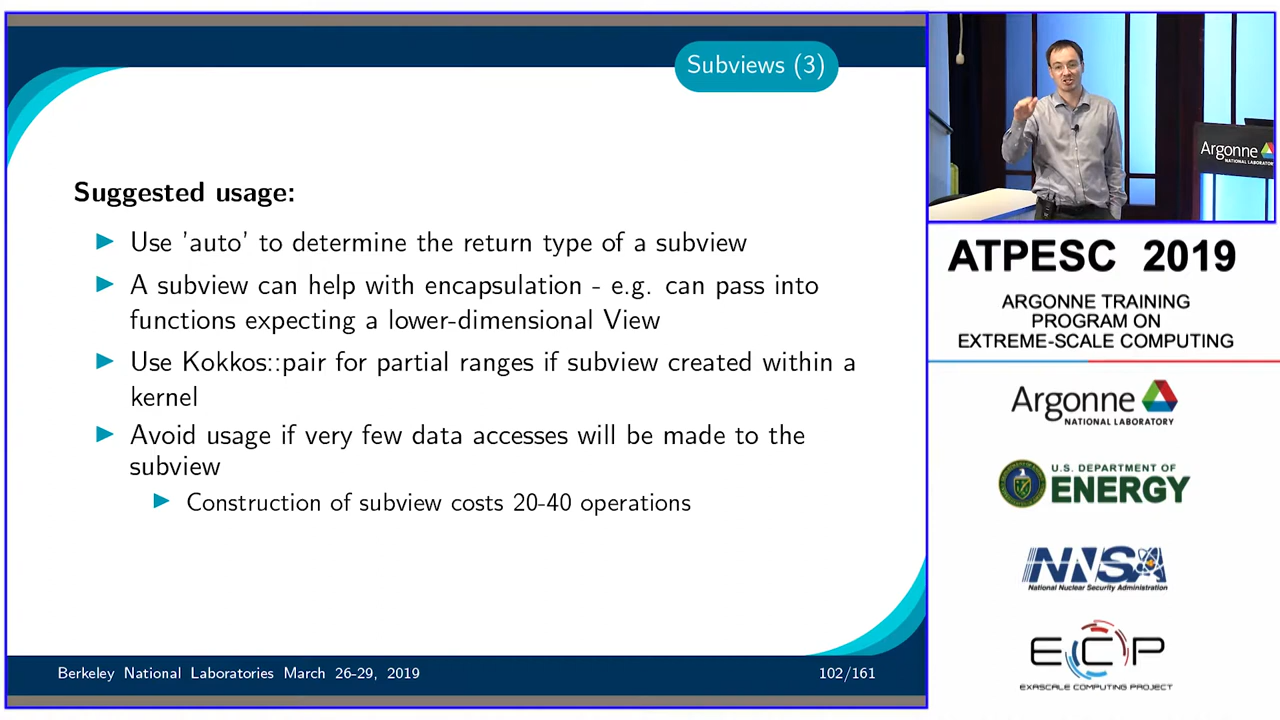 Subviews (3)
Suggested usage:
Use 'auto' to determine the return type of a subview
A subview can help with encapsulation - e.g. can pass into
functions expecting a lower-dimensional View
Use Kokkos::pair for partial ranges if subview created within a
kernel
Avoid usage if very few data accesses will be made to the
subview
Construction of subview costs 20-40 operations
Berkeley National Laboratories March 26-29, 2019
102/161
Argonne
NATIONAL LABORATORY
ATPESC 2019
ARGONNE TRAINING
PROGRAM ON
EXTREME-SCALE COMPUTING
Argonne
NATIONAL LABORATORY
U.S. DEPARTMENT OF
ENERGY
NNSA
National Nuclear Security Administration
ECP
EXASCALE COMPUTING PROJECT